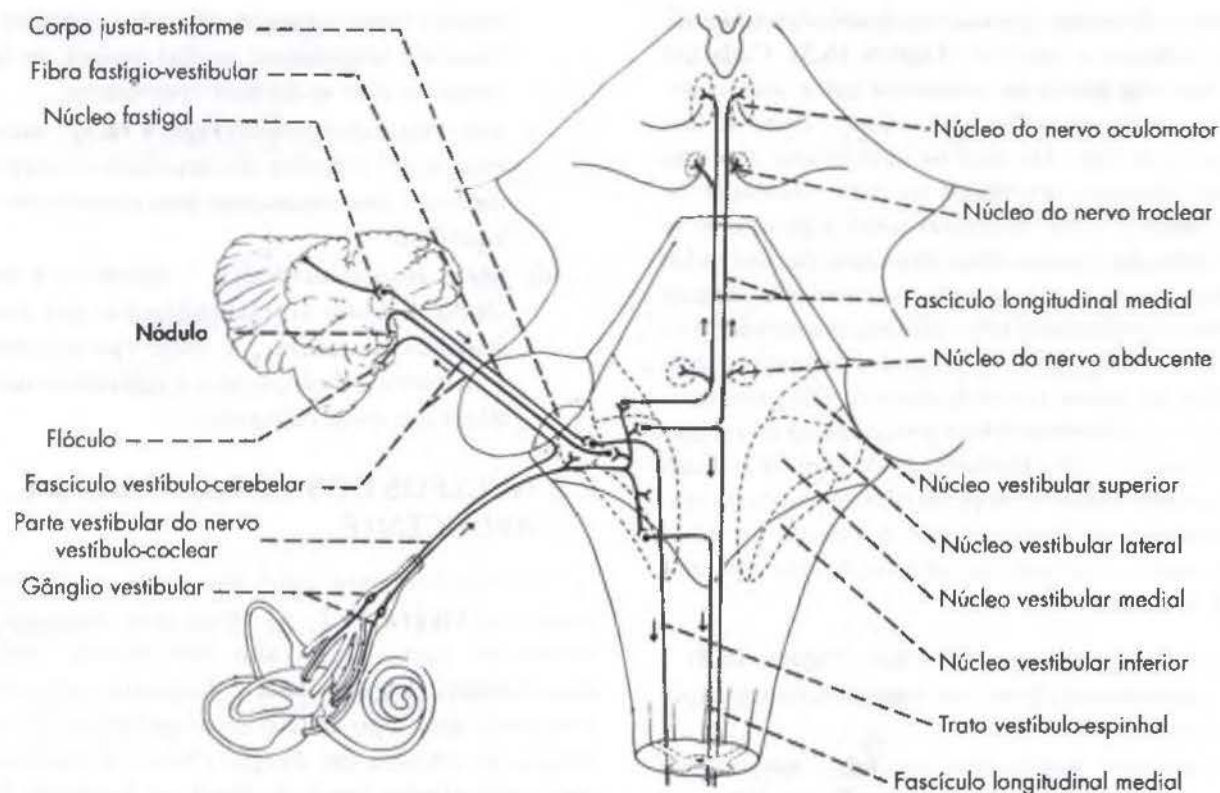 Corpo justa-restiforme
Fibra fastígio-vestibular
Núcleo fastigal
Nódulo
Flóculo
Fascículo vestíbulo-cerebelar
Parte vestibular do nervo
vestíbulo-coclear
Gânglio vestibular
Núcleo do nervo oculomotor
Núcleo do nervo troclear
Fascículo longitudinal medial
Núcleo do nervo abducente
Núcleo vestibular superior
Núcleo vestibular lateral
Núcleo vestibular medial
Núcleo vestibular inferior
Trato vestíbulo-espinhal
Fascículo longitudinal medial